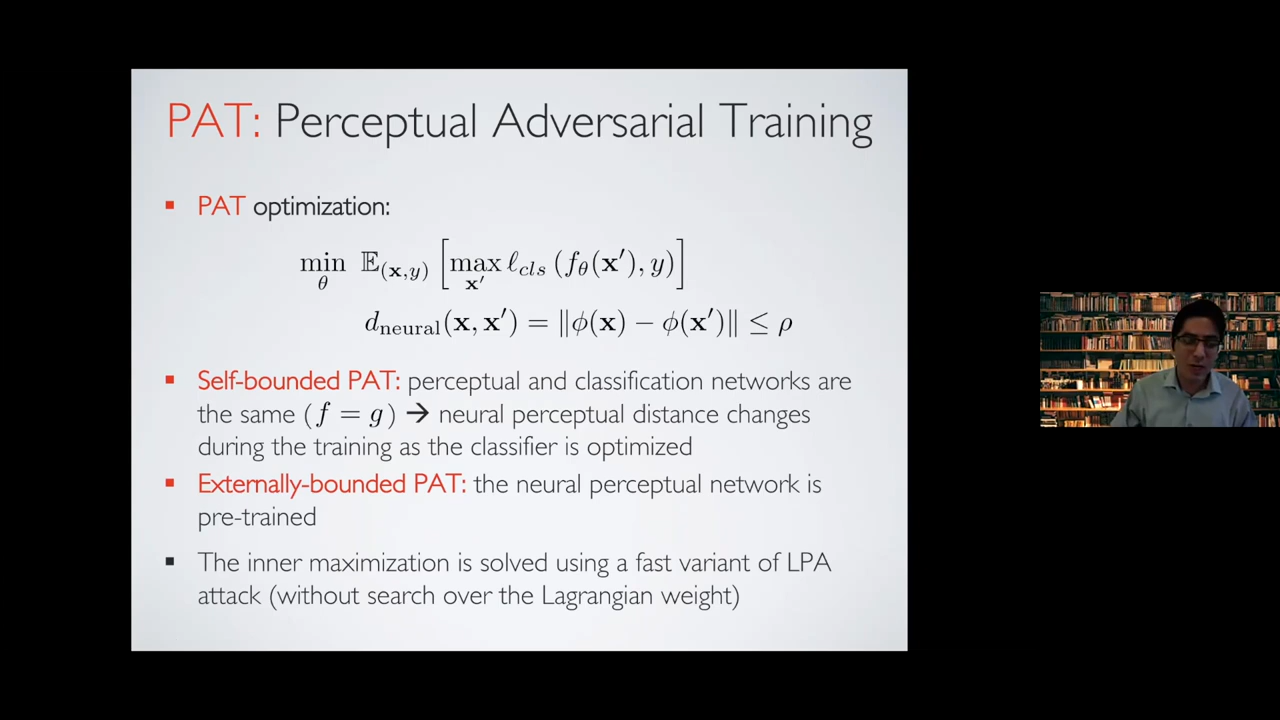 PAT: Perceptual Adversarial Training
▪ PAT optimization:
min_θ 𝔼_(x,y) [max_x′ ℓ_cls (f_θ(x′), y)]
d_neural(x, x′) = ‖ϕ(x) − ϕ(x′)‖ ≤ ρ
▪ Self-bounded PAT: perceptual and classification networks are
the same (f = g) → neural perceptual distance changes
during the training as the classifier is optimized
▪ Externally-bounded PAT: the neural perceptual network is
pre-trained
▪ The inner maximization is solved using a fast variant of LPA
attack (without search over the Lagrangian weight)